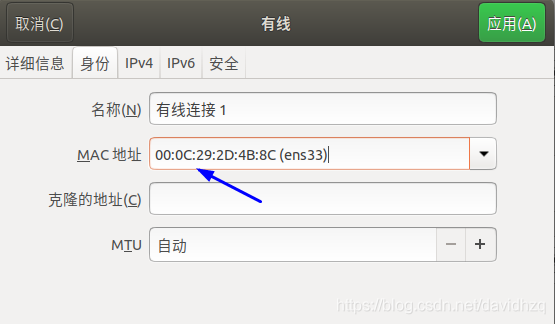 取消(C) 有线 应用(A)
详细信息 身份 IPv4 IPv6 安全
名称(N) 有线连接 1
MAC 地址 00:0C:29:2D:4B:8C (ens33)
克隆的地址(C)
MTU 自动 − +
https://blog.csdn.net/davidhzq